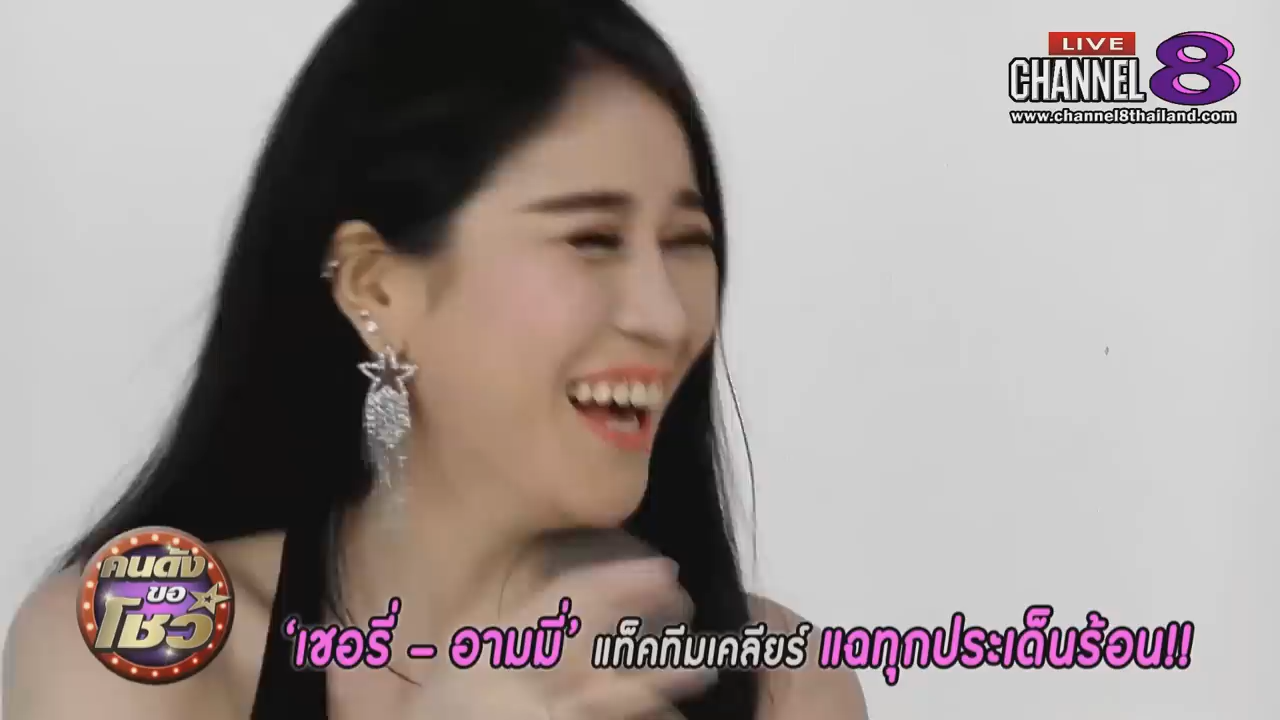 LIVE
CHANNEL 8
www.channel8thailand.com
คนดัง
ขอ
โชว์
‘เชอรี่ – อามมี่’ แท็คทีมเคลียร์ แฉทุกประเด็นร้อน!!